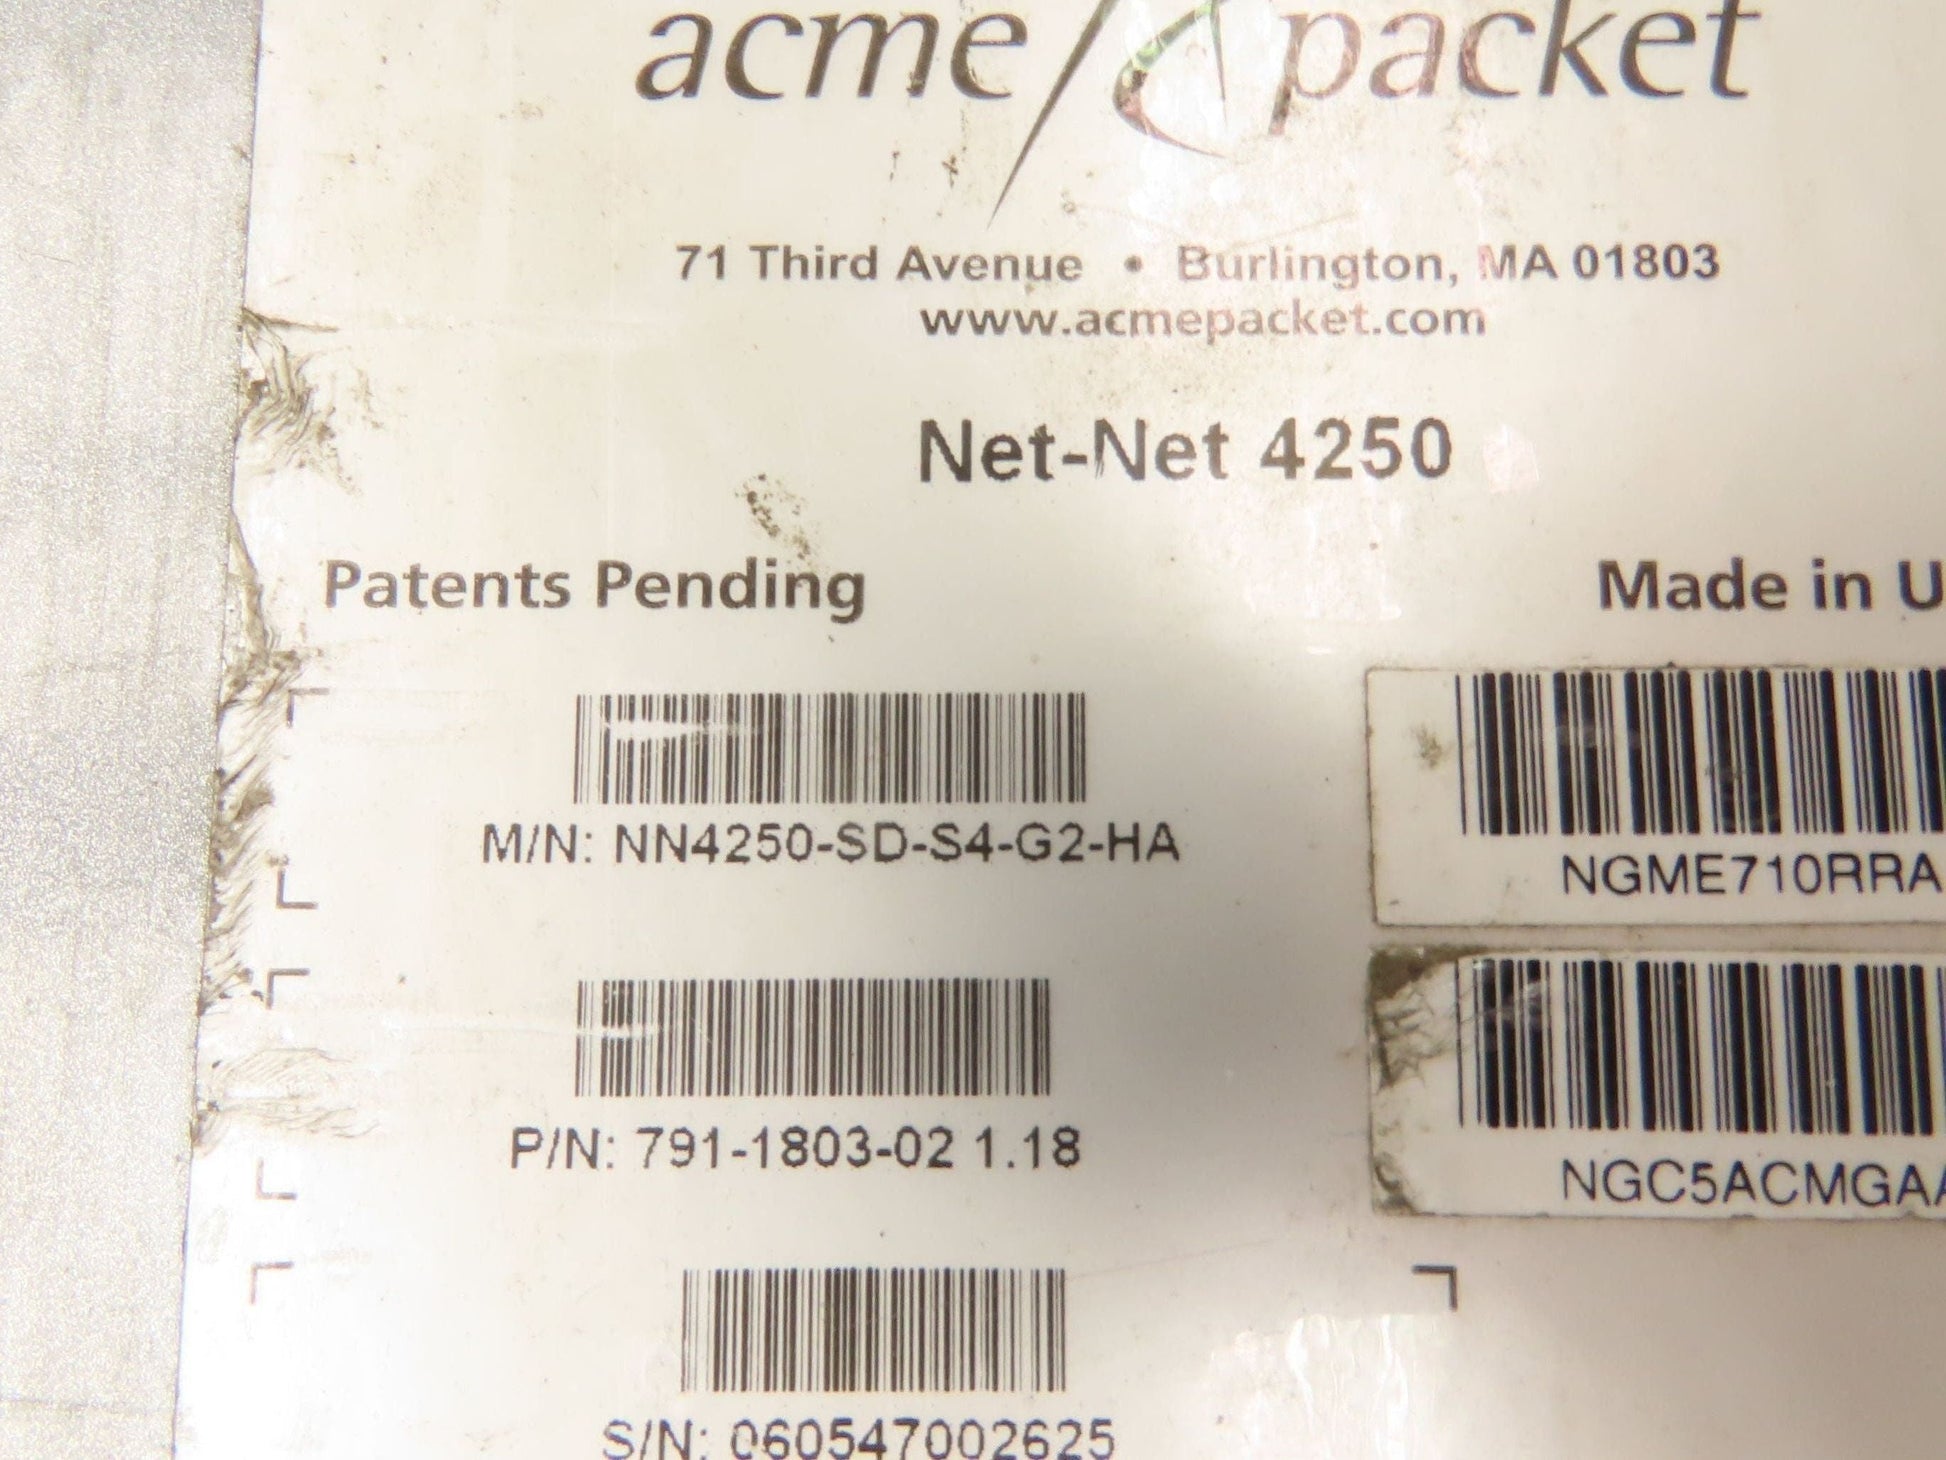 acme packet
71 Third Avenue • Burlington, MA 01803
www.acmepacket.com
Net-Net 4250
Patents Pending
Made in U
M/N: NN4250-SD-S4-G2-HA
NGME710RRA
P/N: 791-1803-02 1.18
NGC5ACMGAA
S/N: 060547002625